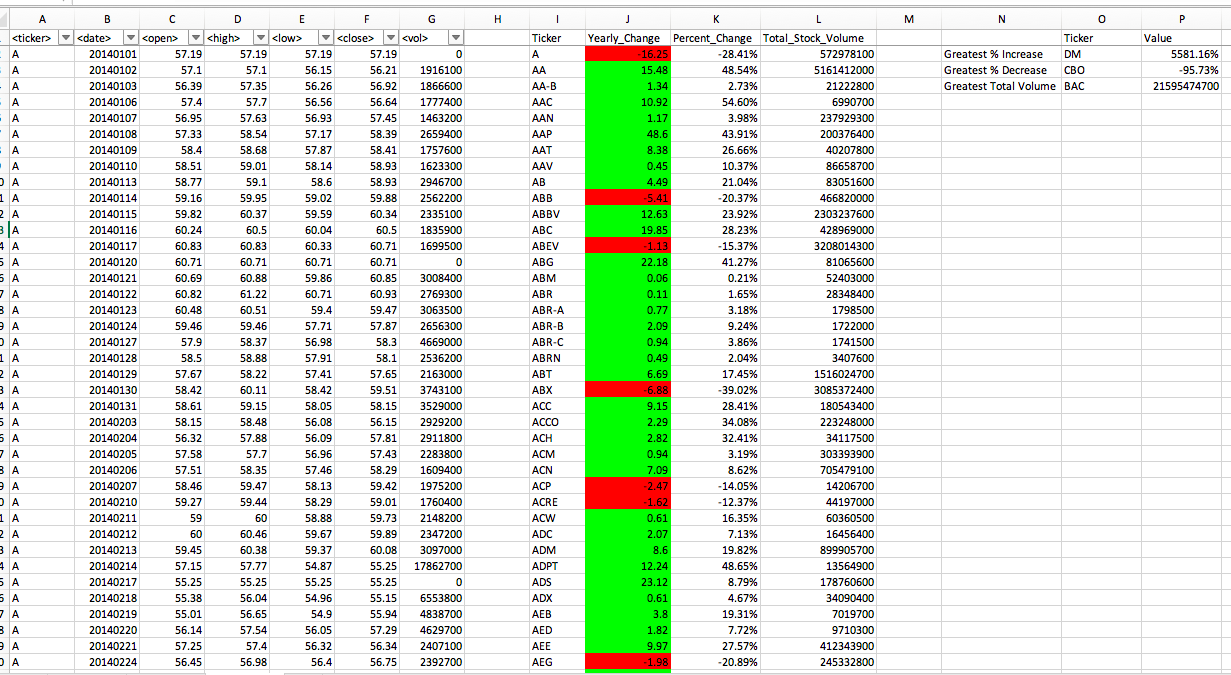 A B C D E F G H I J K L M N O P
<ticker> <date> <open> <high> <low> <close> <vol> Ticker Yearly_Change Percent_Change Total_Stock_Volume Ticker Value
A 20140101 57.19 57.19 57.19 57.19 0 A -16.25 -28.41% 572978100 Greatest % Increase DM 5581.16%
A 20140102 57.1 57.1 56.15 56.21 1916100 AA 15.48 48.54% 5161412000 Greatest % Decrease CBO -95.73%
A 20140103 56.39 57.35 56.26 56.92 1866600 AA-B 1.34 2.73% 21222800 Greatest Total Volume BAC 21595474700
A 20140106 57.4 57.7 56.56 56.64 1777400 AAC 10.92 54.60% 6990700
A 20140107 56.95 57.63 56.93 57.45 1463200 AAN 1.17 3.98% 237929300
A 20140108 57.33 58.54 57.17 58.39 2659400 AAP 48.6 43.91% 200376400
A 20140109 58.4 58.68 57.87 58.41 1757600 AAT 8.38 26.66% 40207800
A 20140110 58.51 59.01 58.14 58.93 1623300 AAV 0.45 10.37% 86658700
A 20140113 58.77 59.1 58.6 58.93 2946700 AB 4.49 21.04% 83051600
A 20140114 59.16 59.95 59.02 59.88 2562200 ABB -5.41 -20.37% 466820000
A 20140115 59.82 60.37 59.59 60.34 2335100 ABBV 12.63 23.92% 2303237600
A 20140116 60.24 60.5 60.04 60.5 1835900 ABC 19.85 28.23% 428969000
A 20140117 60.83 60.83 60.33 60.71 1699500 ABEV -1.13 -15.37% 3208014300
A 20140120 60.71 60.71 60.71 60.71 0 ABG 22.18 41.27% 81065600
A 20140121 60.69 60.88 59.86 60.85 3008400 ABM 0.06 0.21% 52403000
A 20140122 60.82 61.22 60.71 60.93 2769300 ABR 0.11 1.65% 28348400
A 20140123 60.48 60.51 59.4 59.47 3063500 ABR-A 0.77 3.18% 1798500
A 20140124 59.46 59.46 57.71 57.87 2656300 ABR-B 2.09 9.24% 1722000
A 20140127 57.9 58.37 56.98 58.3 4669000 ABR-C 0.94 3.86% 1741500
A 20140128 58.5 58.88 57.91 58.1 2536200 ABRN 0.49 2.04% 3407600
A 20140129 57.67 58.22 57.41 57.65 2163000 ABT 6.69 17.45% 1516024700
A 20140130 58.42 60.11 58.42 59.51 3743100 ABX -6.88 -39.02% 3085372400
A 20140131 58.61 59.15 58.05 58.15 3529000 ACC 9.15 28.41% 180543400
A 20140203 58.15 58.48 56.08 56.15 2929200 ACCO 2.29 34.08% 223248000
A 20140204 56.32 57.88 56.09 57.81 2911800 ACH 2.82 32.41% 34117500
A 20140205 57.58 57.7 56.96 57.43 2283800 ACM 0.94 3.19% 303393900
A 20140206 57.51 58.35 57.46 58.29 1609400 ACN 7.09 8.62% 705479100
A 20140207 58.46 59.47 58.13 59.42 1975200 ACP -2.47 -14.05% 14206700
A 20140210 59.27 59.44 58.29 59.01 1760400 ACRE -1.62 -12.37% 44197000
A 20140211 59 60 58.88 59.73 2148200 ACW 0.61 16.35% 60360500
A 20140212 60 60.46 59.67 59.89 2347200 ADC 2.07 7.13% 16456400
A 20140213 59.45 60.38 59.37 60.08 3097000 ADM 8.6 19.82% 899905700
A 20140214 57.15 57.77 54.87 55.25 17862700 ADPT 12.24 48.65% 13564900
A 20140217 55.25 55.25 55.25 55.25 0 ADS 23.12 8.79% 178760600
A 20140218 55.38 56.04 54.96 55.15 6553800 ADX 0.61 4.67% 34090400
A 20140219 55.01 56.65 54.9 55.94 4838700 AEB 3.8 19.31% 7019700
A 20140220 56.14 57.54 56.05 57.29 4629700 AED 1.82 7.72% 9710300
A 20140221 57.25 57.4 56.32 56.34 2407100 AEE 9.97 27.57% 412343900
A 20140224 56.45 56.98 56.4 56.75 2392700 AEG -1.98 -20.89% 245332800